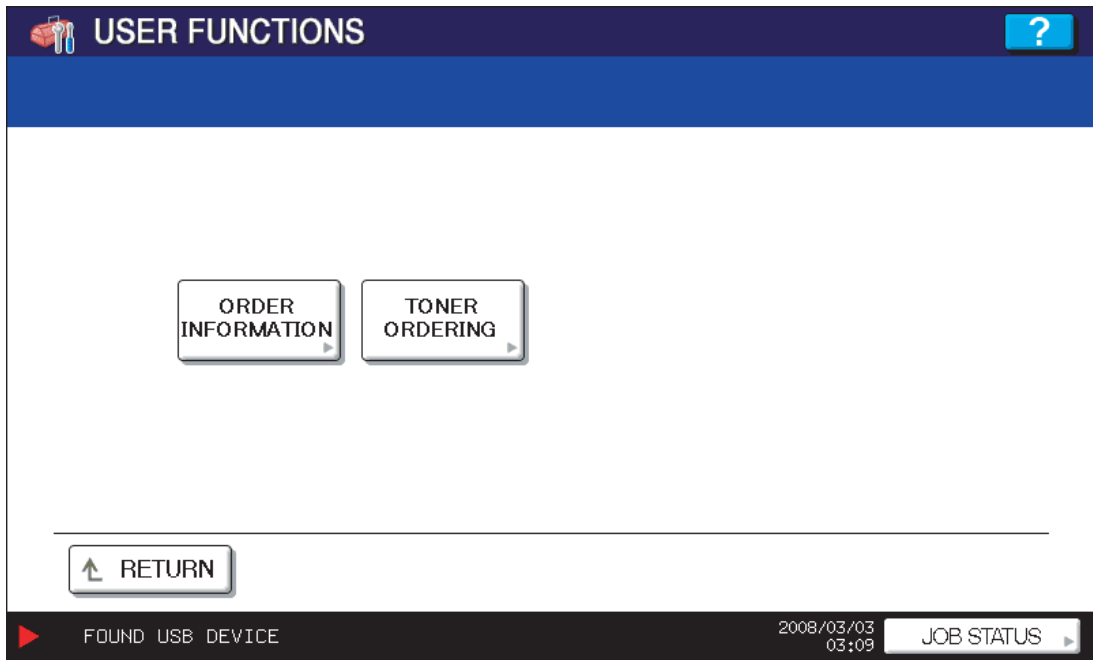 USER FUNCTIONS
?
ORDER
INFORMATION
TONER
ORDERING
RETURN
FOUND USB DEVICE
2008/03/03
03:09
JOB STATUS